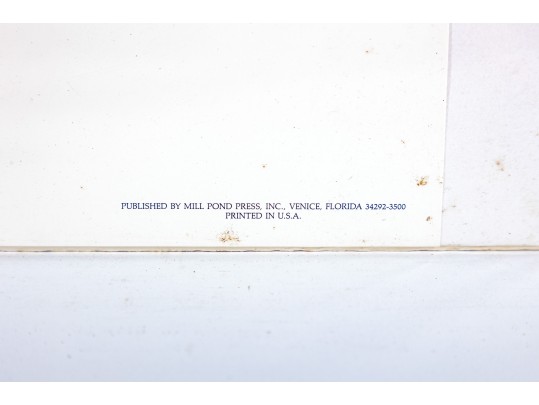 PUBLISHED BY MILL POND PRESS, INC., VENICE, FLORIDA 34292-3500
PRINTED IN U.S.A.